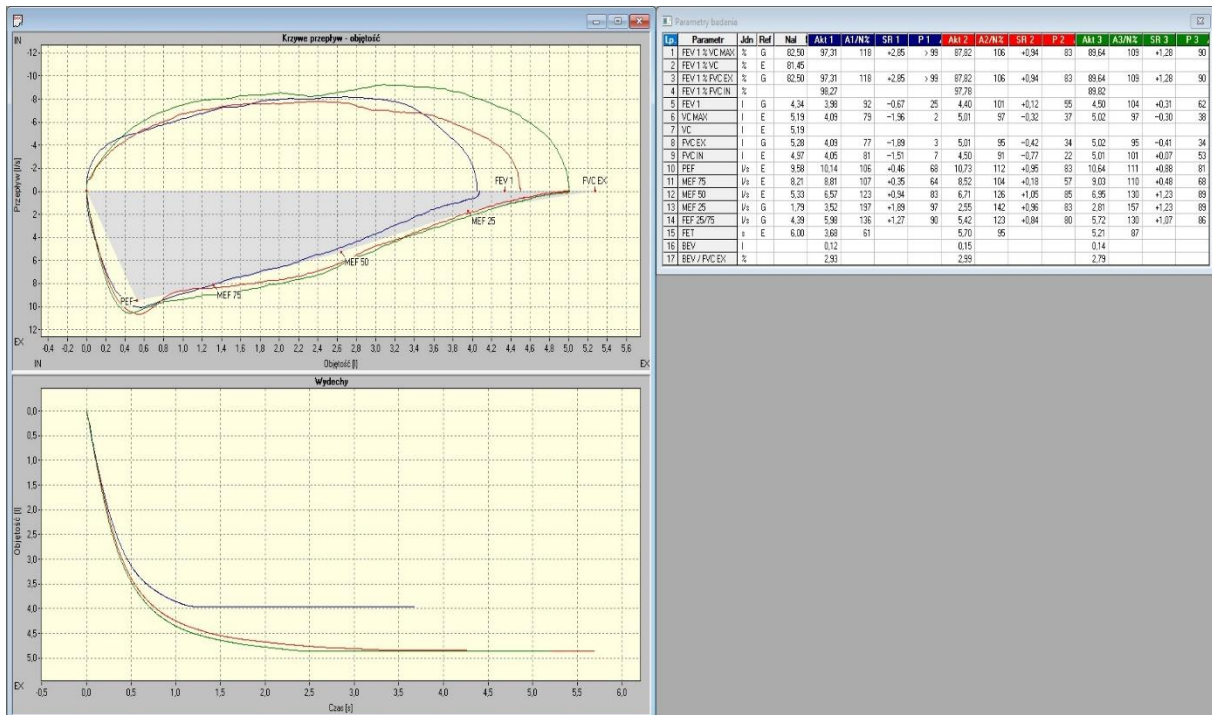 Krzywe przepływ - objętość
IN
-12
-10
-8
-6
-4
-2
0
2
4
6
8
10
12
EX
Przepływ [l/s]
FEV 1
FVC EX
MEF 25
MEF 50
MEF 75
PEF
-0,4 -0,2 0,0 0,2 0,4 0,6 0,8 1,0 1,2 1,4 1,6 1,8 2,0 2,2 2,4 2,6 2,8 3,0 3,2 3,4 3,6 3,8 4,0 4,2 4,4 4,6 4,8 5,0 5,2 5,4 5,6
IN Objętość [l] EX
Wydechy
0,0
0,5
1,0
1,5
2,0
2,5
3,0
3,5
4,0
4,5
5,0
EX
Objętość [l]
-0,5 0,0 0,5 1,0 1,5 2,0 2,5 3,0 3,5 4,0 4,5 5,0 5,5 6,0
Czas [s]
Parametry badania
Lp. Parametr Jdn Ref Nal Akt 1 A1/N% SR 1 P 1 Akt 2 A2/N% SR 2 P 2 Akt 3 A3/N% SR 3 P 3
1 FEV 1 % VC MAX % G 82,50 97,31 118 +2,85 > 99 87,82 106 +0,94 83 89,64 109 +1,28 90
2 FEV 1 % VC % E 81,45
3 FEV 1 % FVC EX % G 82,50 97,31 118 +2,85 > 99 87,82 106 +0,94 83 89,64 109 +1,28 90
4 FEV 1 % FVC IN % 98,27 97,78 89,82
5 FEV 1 l G 4,34 3,98 92 -0,67 25 4,40 101 +0,12 55 4,50 104 +0,31 62
6 VC MAX l E 5,19 4,09 79 -1,96 2 5,01 97 -0,32 37 5,02 97 -0,30 38
7 VC l E 5,19
8 FVC EX l G 5,28 4,09 77 -1,89 3 5,01 95 -0,42 34 5,02 95 -0,41 34
9 FVC IN l E 4,97 4,05 81 -1,51 7 4,50 91 -0,77 22 5,01 101 +0,07 53
10 PEF l/s E 9,58 10,14 106 +0,46 68 10,73 112 +0,95 83 10,64 111 +0,88 81
11 MEF 75 l/s E 8,21 8,81 107 +0,35 64 8,52 104 +0,18 57 9,03 110 +0,48 68
12 MEF 50 l/s E 5,33 6,57 123 +0,94 83 6,71 126 +1,05 85 6,95 130 +1,23 89
13 MEF 25 l/s G 1,79 3,52 197 +1,89 97 2,55 142 +0,96 83 2,81 157 +1,23 89
14 FEF 25/75 l/s G 4,39 5,98 136 +1,27 90 5,42 123 +0,84 80 5,72 130 +1,07 86
15 FET s E 6,00 3,68 61 5,70 95 5,21 87
16 BEV l 0,12 0,15 0,14
17 BEV / FVC EX % 2,93 2,99 2,79